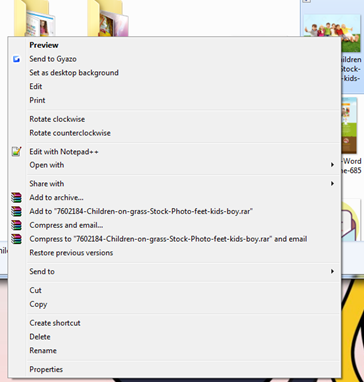 Preview
Send to Gyazo
Set as desktop background
Edit
Print
Rotate clockwise
Rotate counterclockwise
Edit with Notepad++
Open with
Share with
Add to archive...
Add to "7602184-Children-on-grass-Stock-Photo-feet-kids-boy.rar"
Compress and email...
Compress to "7602184-Children-on-grass-Stock-Photo-feet-kids-boy.rar" and email
Restore previous versions
Send to
Cut
Copy
Create shortcut
Delete
Rename
Properties
ildren
Stock-
-kids-
-Word
ne-685